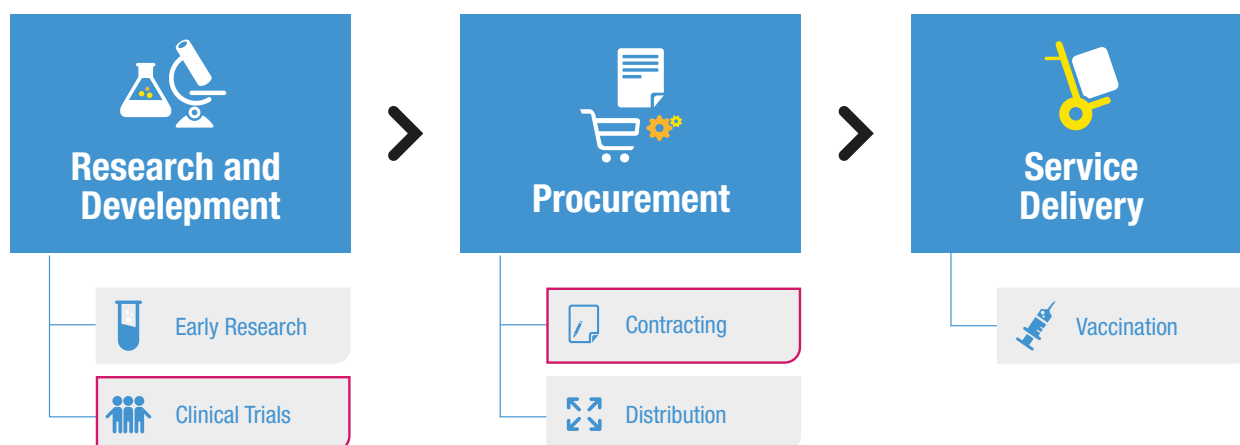 Research and
Develepment
Procurement
Service
Delivery
Early Research
Clinical Trials
Contracting
Distribution
Vaccination